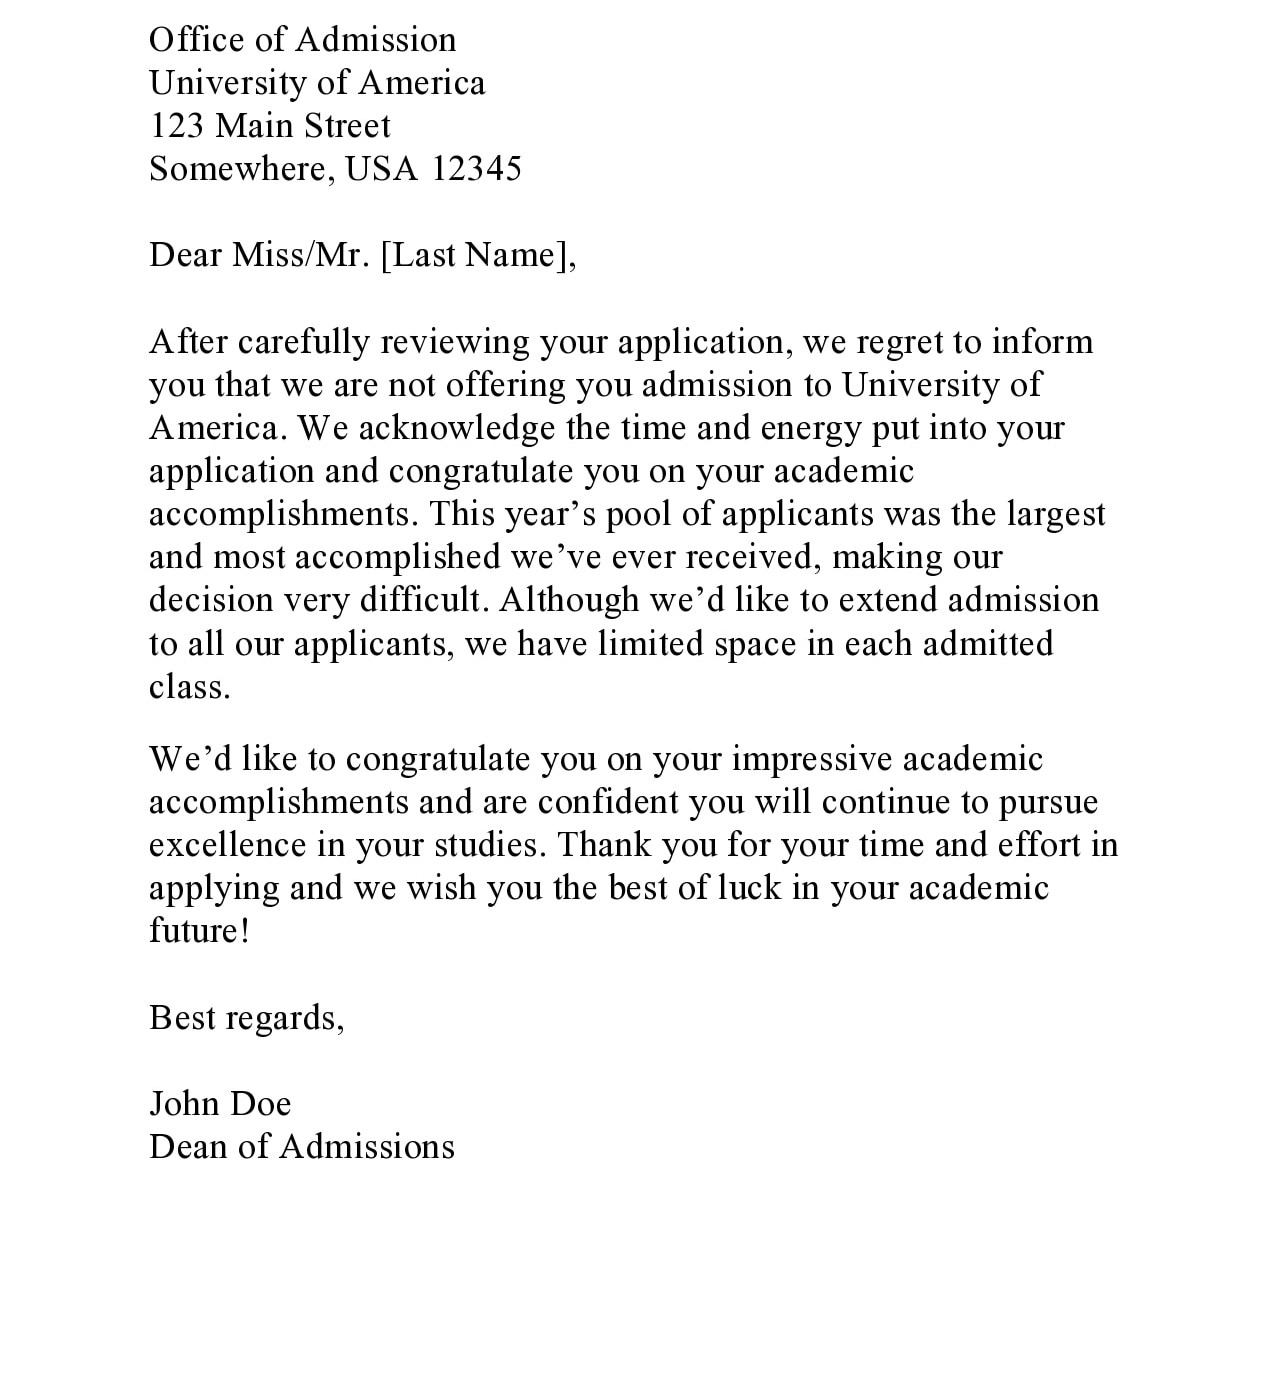 Office of Admission
University of America
123 Main Street
Somewhere, USA 12345
Dear Miss/Mr. [Last Name],
After carefully reviewing your application, we regret to inform
you that we are not offering you admission to University of
America. We acknowledge the time and energy put into your
application and congratulate you on your academic
accomplishments. This year’s pool of applicants was the largest
and most accomplished we’ve ever received, making our
decision very difficult. Although we’d like to extend admission
to all our applicants, we have limited space in each admitted
class.
We’d like to congratulate you on your impressive academic
accomplishments and are confident you will continue to pursue
excellence in your studies. Thank you for your time and effort in
applying and we wish you the best of luck in your academic
future!
Best regards,
John Doe
Dean of Admissions